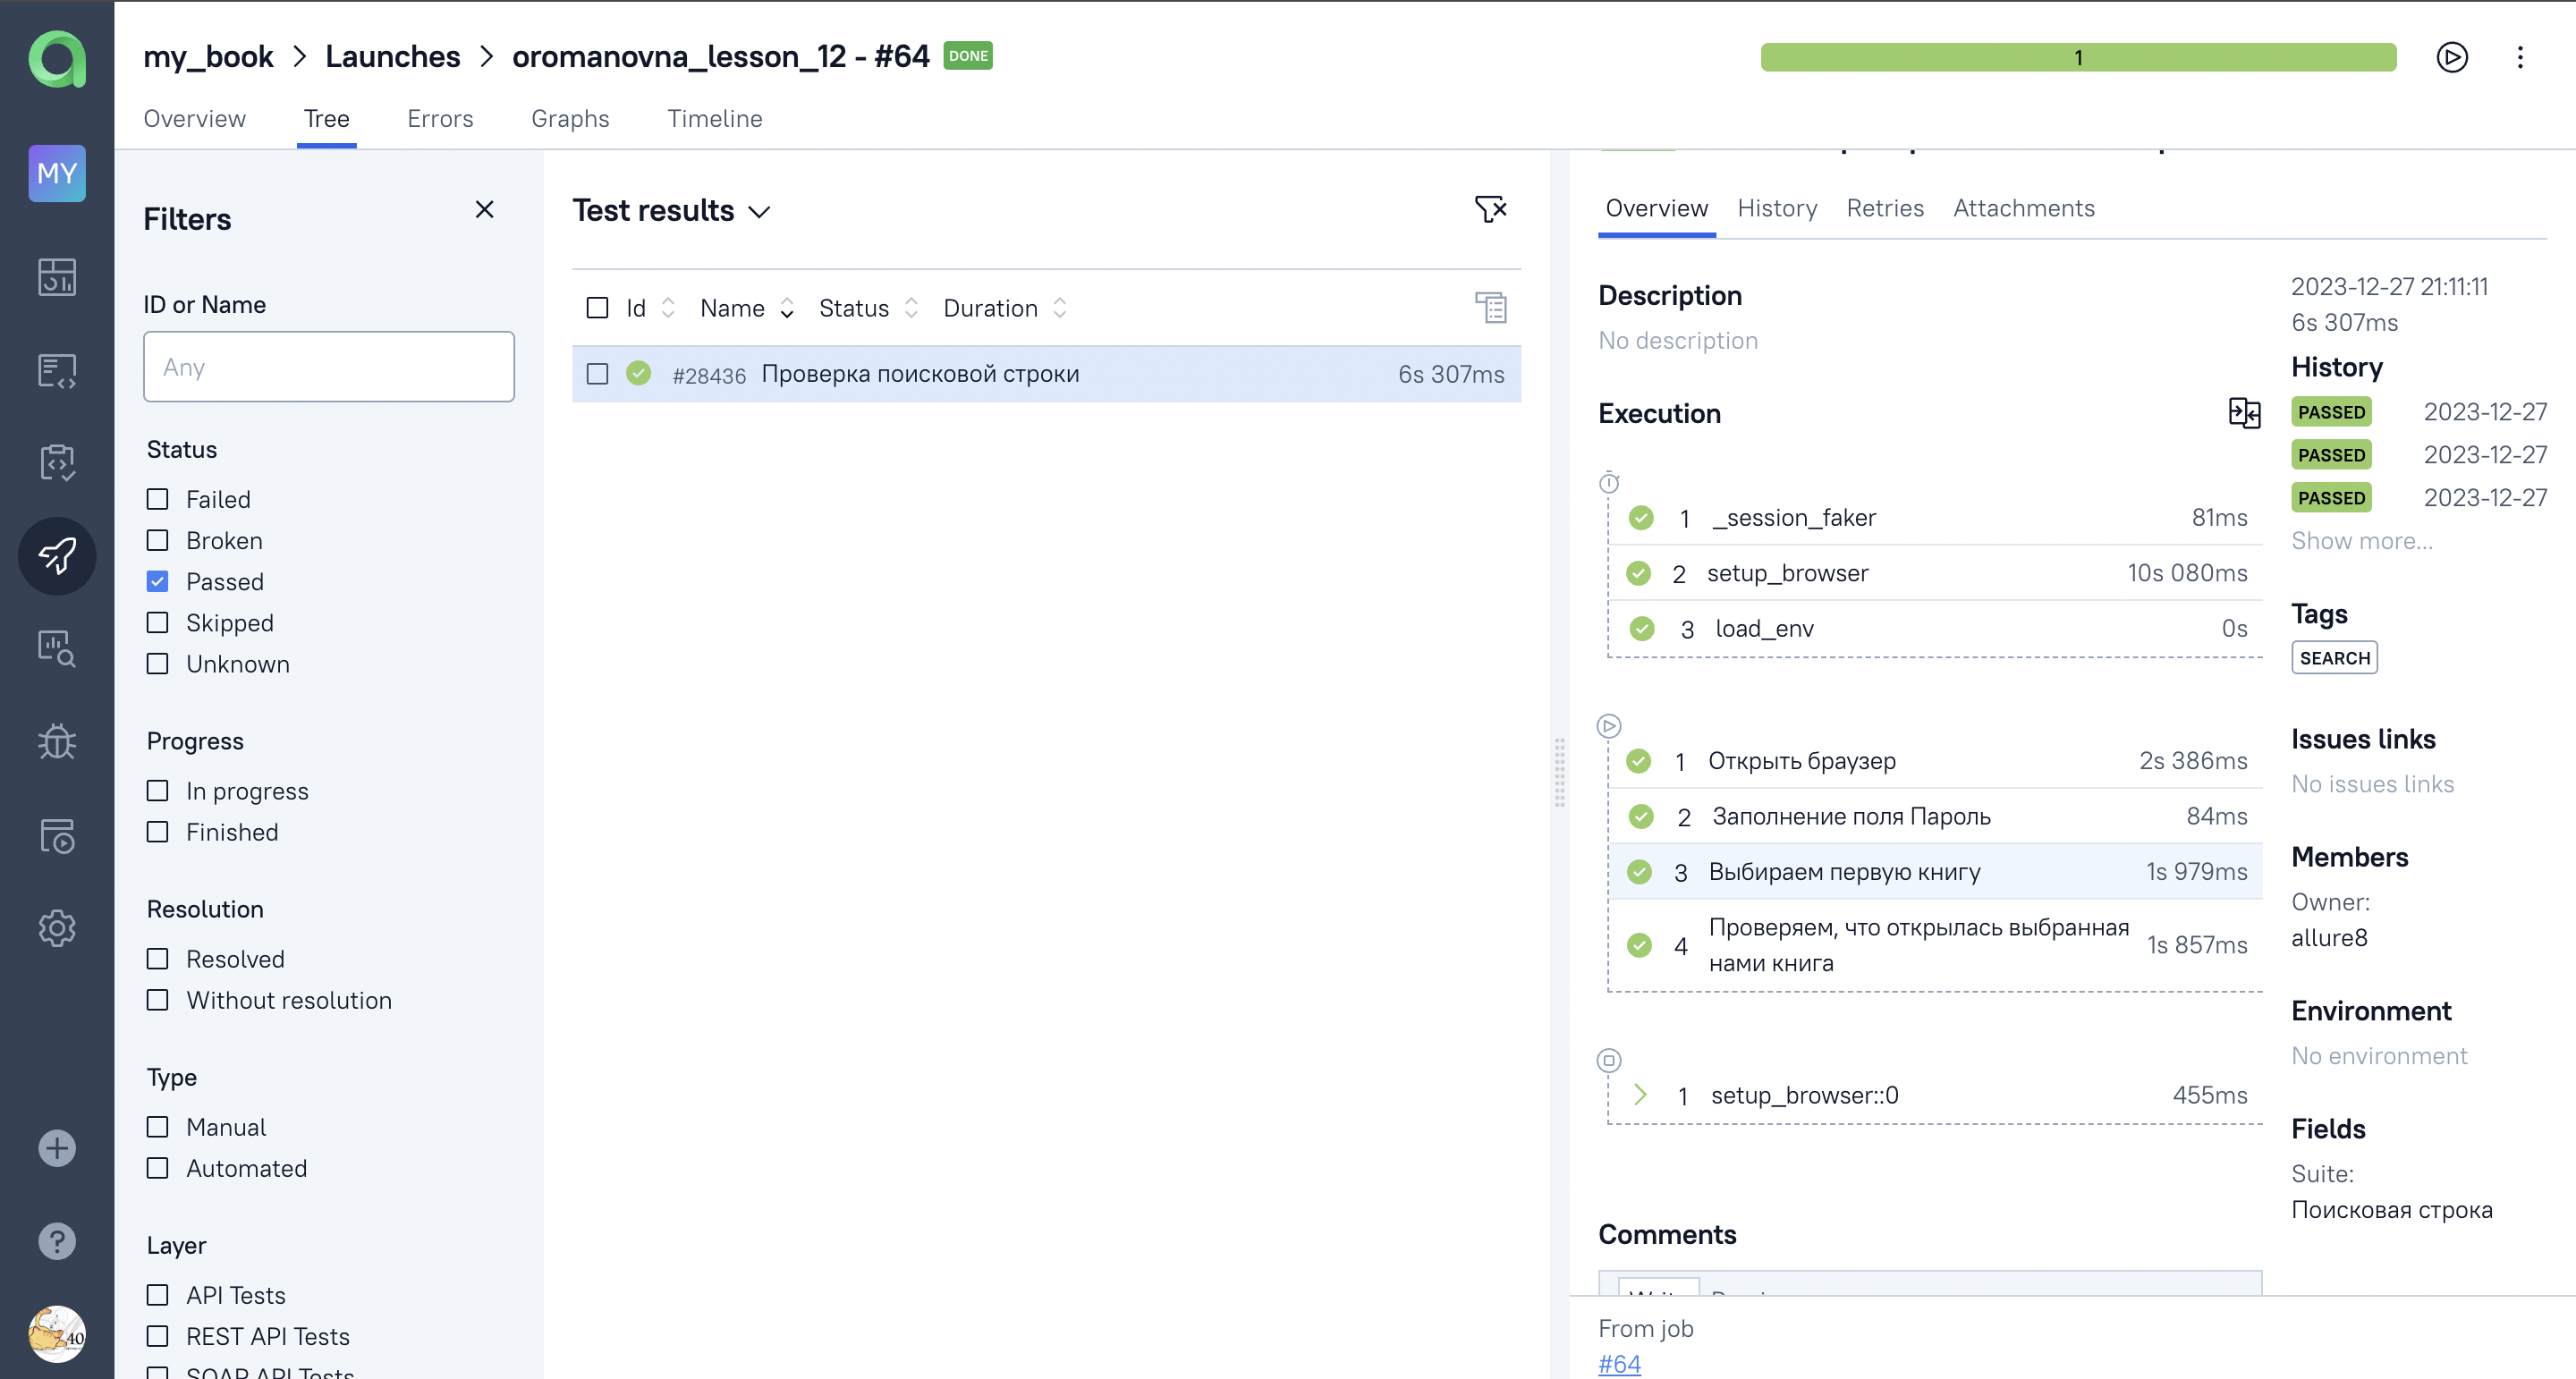 my_book > Launches > oromanovna_lesson_12 - #64 DONE
1
Overview Tree Errors Graphs Timeline
MY
Filters
ID or Name
Any
Status
Failed
Broken
Passed
Skipped
Unknown
Progress
In progress
Finished
Resolution
Resolved
Without resolution
Type
Manual
Automated
Layer
API Tests
REST API Tests
SOAP API Tests
40
Test results
Id Name Status Duration
#28436 Проверка поисковой строки 6s 307ms
Overview History Retries Attachments
Description
No description
Execution
1 _session_faker 81ms
2 setup_browser 10s 080ms
3 load_env 0s
1 Открыть браузер 2s 386ms
2 Заполнение поля Пароль 84ms
3 Выбираем первую книгу 1s 979ms
4 Проверяем, что открылась выбранная
нами книга 1s 857ms
1 setup_browser::0 455ms
Comments
From job
#64
2023-12-27 21:11:11
6s 307ms
History
PASSED 2023-12-27
PASSED 2023-12-27
PASSED 2023-12-27
Show more...
Tags
SEARCH
Issues links
No issues links
Members
Owner:
allure8
Environment
No environment
Fields
Suite:
Поисковая строка